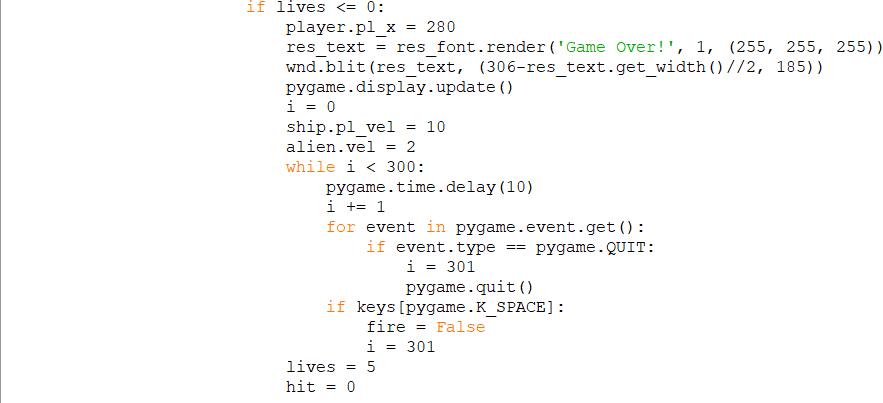 if lives <= 0:
player.pl_x = 280
res_text = res_font.render('Game Over!', 1, (255, 255, 255))
wnd.blit(res_text, (306-res_text.get_width()//2, 185))
pygame.display.update()
i = 0
ship.pl_vel = 10
alien.vel = 2
while i < 300:
pygame.time.delay(10)
i += 1
for event in pygame.event.get():
if event.type == pygame.QUIT:
i = 301
pygame.quit()
if keys[pygame.K_SPACE]:
fire = False
i = 301
lives = 5
hit = 0